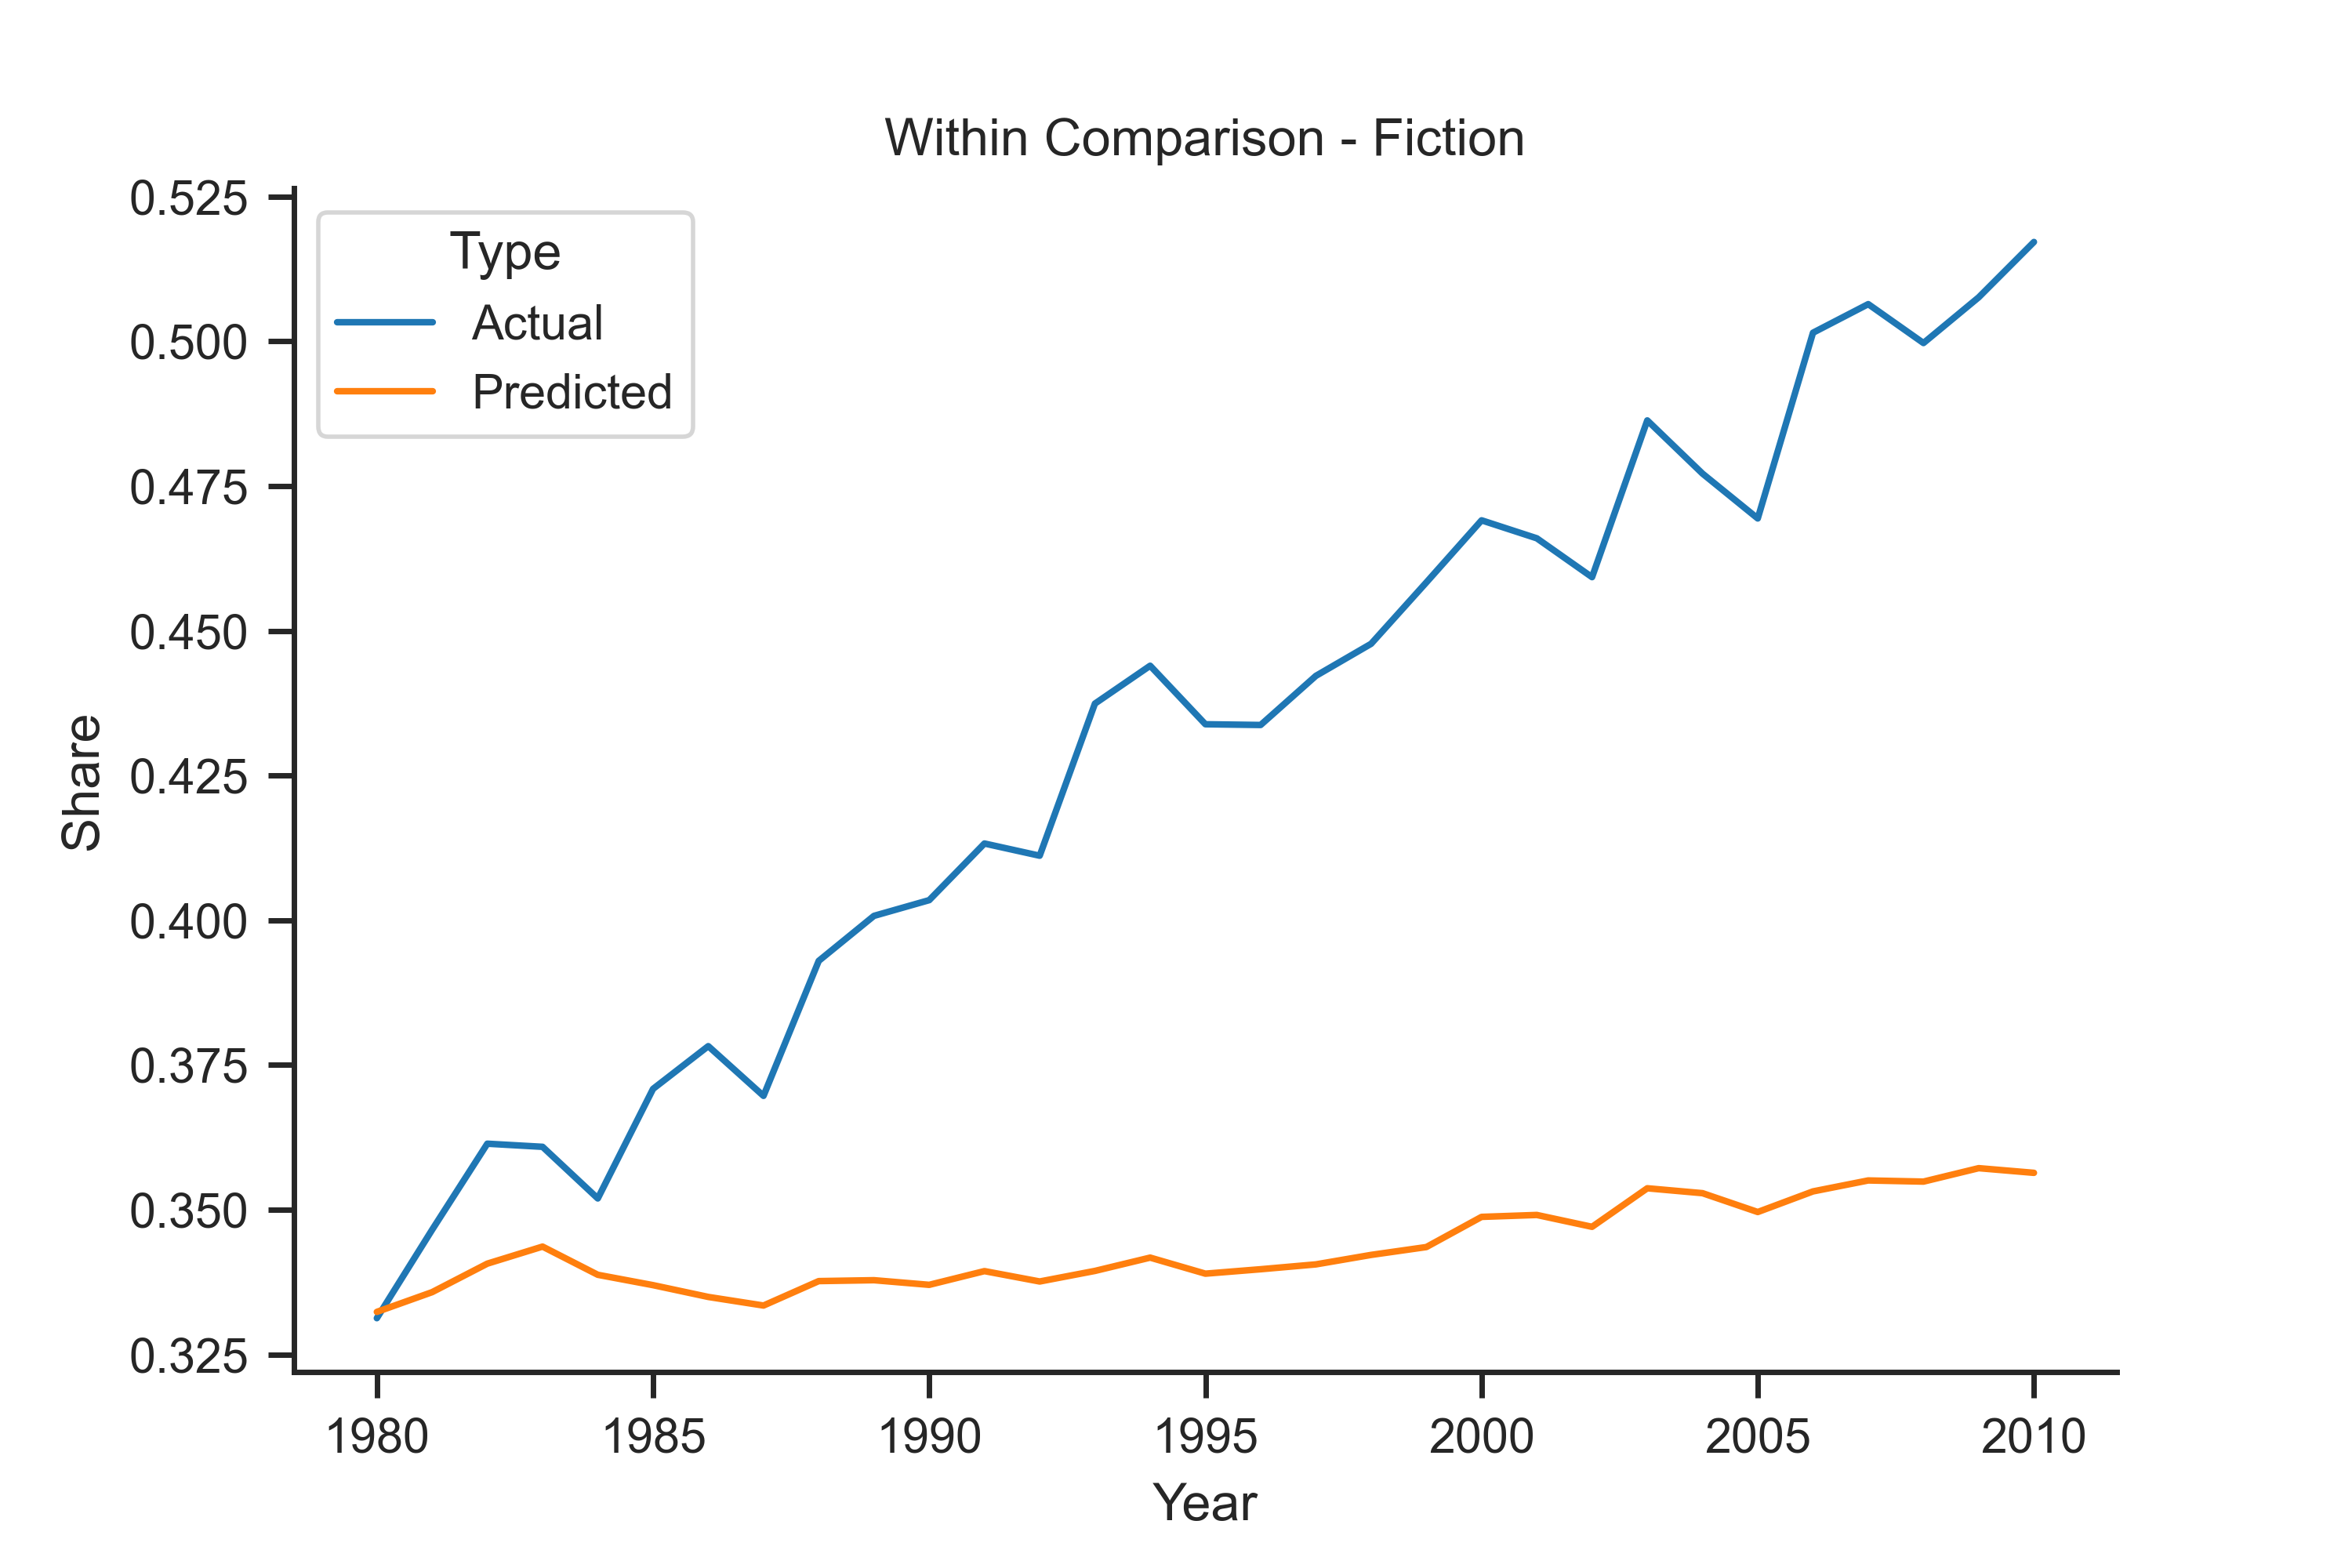 Within Comparison - Fiction
0.525
0.500
0.475
0.450
0.425
0.400
0.375
0.350
0.325
Share
Type
Actual
Predicted
1980 1985 1990 1995 2000 2005 2010
Year